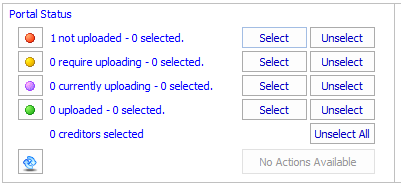 Portal Status
1 not uploaded - 0 selected. Select Unselect
0 require uploading - 0 selected. Select Unselect
0 currently uploading - 0 selected. Select Unselect
0 uploaded - 0 selected. Select Unselect
0 creditors selected Unselect All
No Actions Available